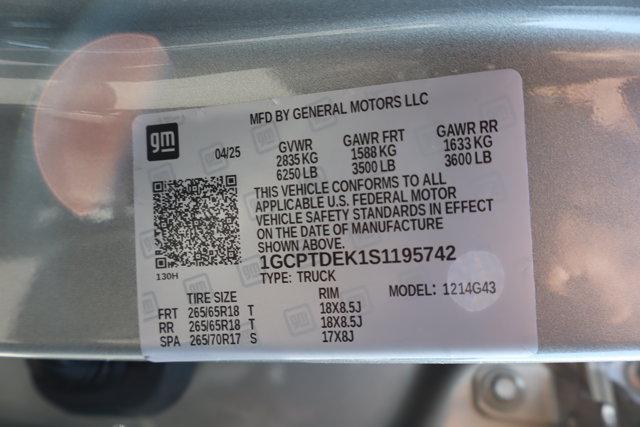 MFD BY GENERAL MOTORS LLC
gm
04/25
GVWR GAWR FRT GAWR RR
2835 KG 1588 KG 1633 KG
6250 LB 3500 LB 3600 LB
THIS VEHICLE CONFORMS TO ALL
APPLICABLE U.S. FEDERAL MOTOR
VEHICLE SAFETY STANDARDS IN EFFECT
ON THE DATE OF MANUFACTURE
SHOWN ABOVE.
1GCPTDEK1S1195742
130H
TYPE: TRUCK
MODEL: 1214G43
TIRE SIZE RIM
FRT 265/65R18 T 18X8.5J
RR 265/65R18 T 18X8.5J
SPA 265/70R17 S 17X8J